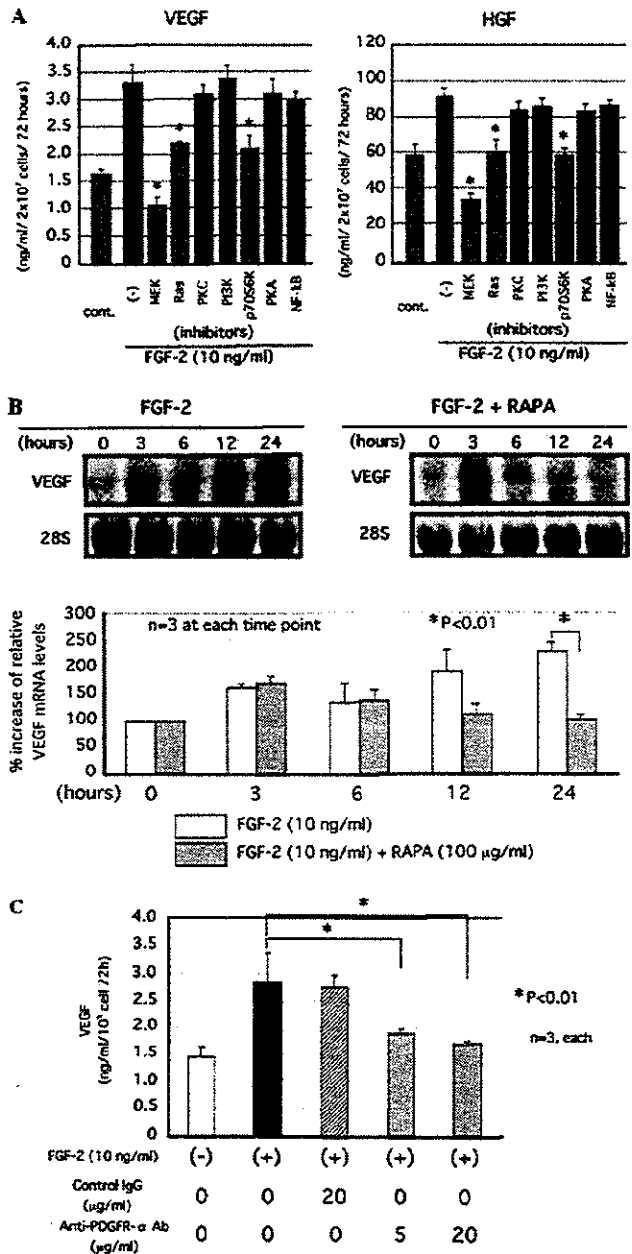 A
VEGF
HGF
(ng/ml/ 2x10⁷ cells/ 72 hours)
4.0
3.5
3.0
2.5
2.0
1.5
1.0
0.5
0
*
*
*
cont.
(-)
MEK
Ras
PKC
PI3K
p70S6K
PKA
NF-kB
(inhibitors)
FGF-2 (10 ng/ml)
(ng/ml/ 2x10⁷ cells/ 72 hours)
120
100
80
60
40
20
0
*
*
*
cont.
(-)
MEK
Ras
PKC
PI3K
p70S6K
PKA
NF-kB
(inhibitors)
FGF-2 (10 ng/ml)
B
FGF-2
FGF-2 + RAPA
(hours) 0 3 6 12 24
(hours) 0 3 6 12 24
VEGF
VEGF
28S
28S
% increase of relative
VEGF mRNA levels
300
250
200
150
100
50
0
n=3 at each time point
*P<0.01
*
(hours) 0 3 6 12 24
FGF-2 (10 ng/ml)
FGF-2 (10 ng/ml) + RAPA (100 µg/ml)
C
VEGF
4.0
3.5
3.0
2.5
2.0
1.5
1.0
0.5
0
*
*
*P<0.01
n=3, each
FGF-2 (10 ng/ml) (-) (+) (+) (+) (+)
Control IgG
(µg/ml) 0 0 20 0 0
Anti-PDGFR-α Ab
(µg/ml) 0 0 0 5 20